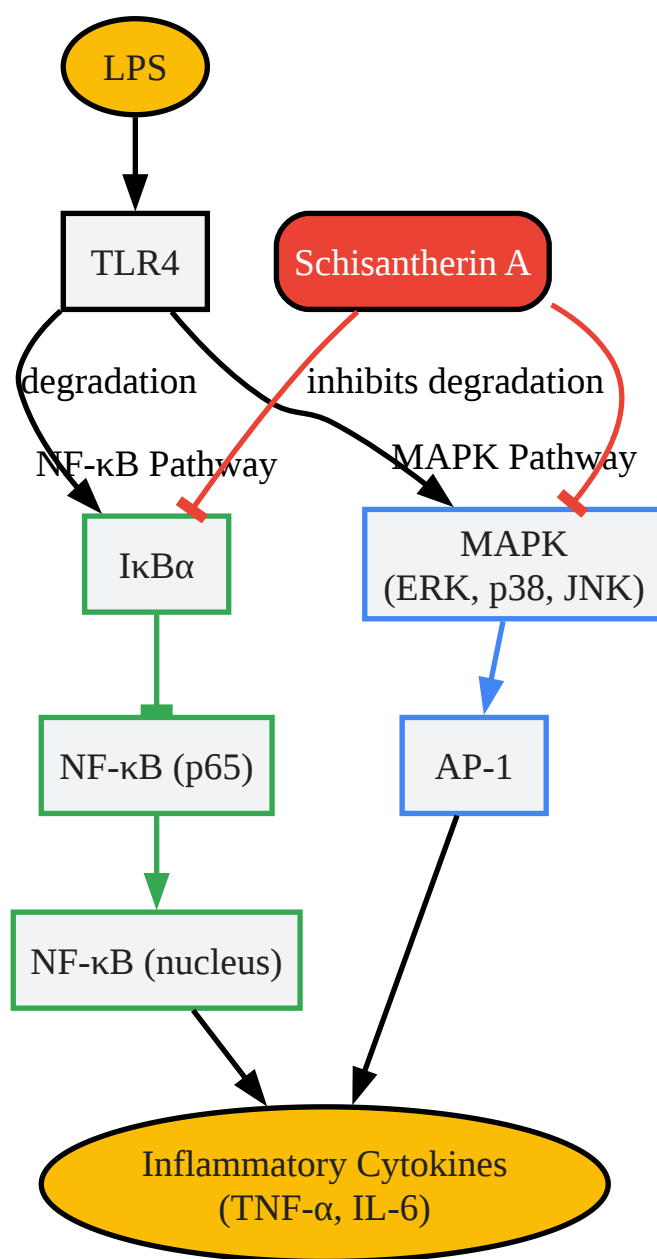 LPS
TLR4
Schisantherin A
degradation
inhibits degradation
NF-κB Pathway
MAPK Pathway
IκBα
MAPK
(ERK, p38, JNK)
NF-κB (p65)
AP-1
NF-κB (nucleus)
Inflammatory Cytokines
(TNF-α, IL-6)